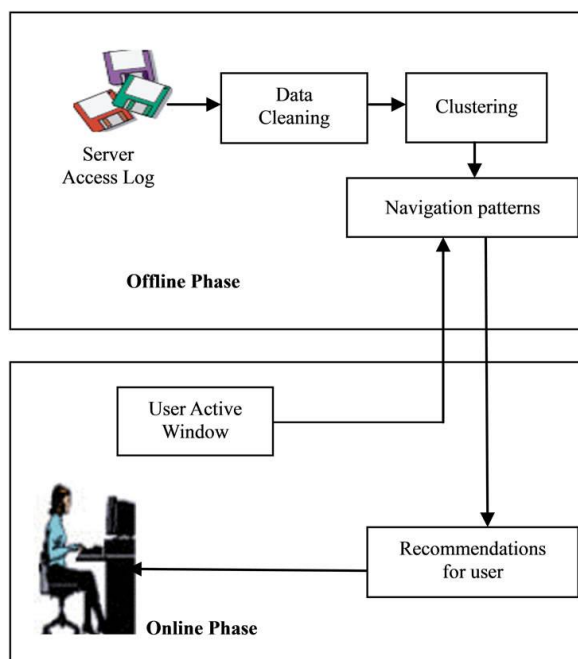 Data
Cleaning
Clustering
Server
Access Log
Navigation patterns
Offline Phase
User Active
Window
Recommendations
for user
Online Phase